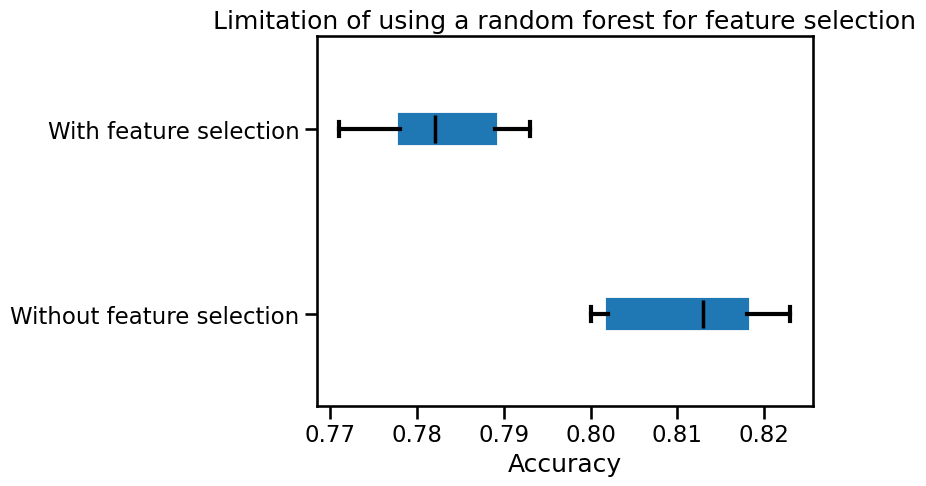 Limitation of using a random forest for feature selection
With feature selection
Without feature selection
0.77 0.78 0.79 0.80 0.81 0.82
Accuracy